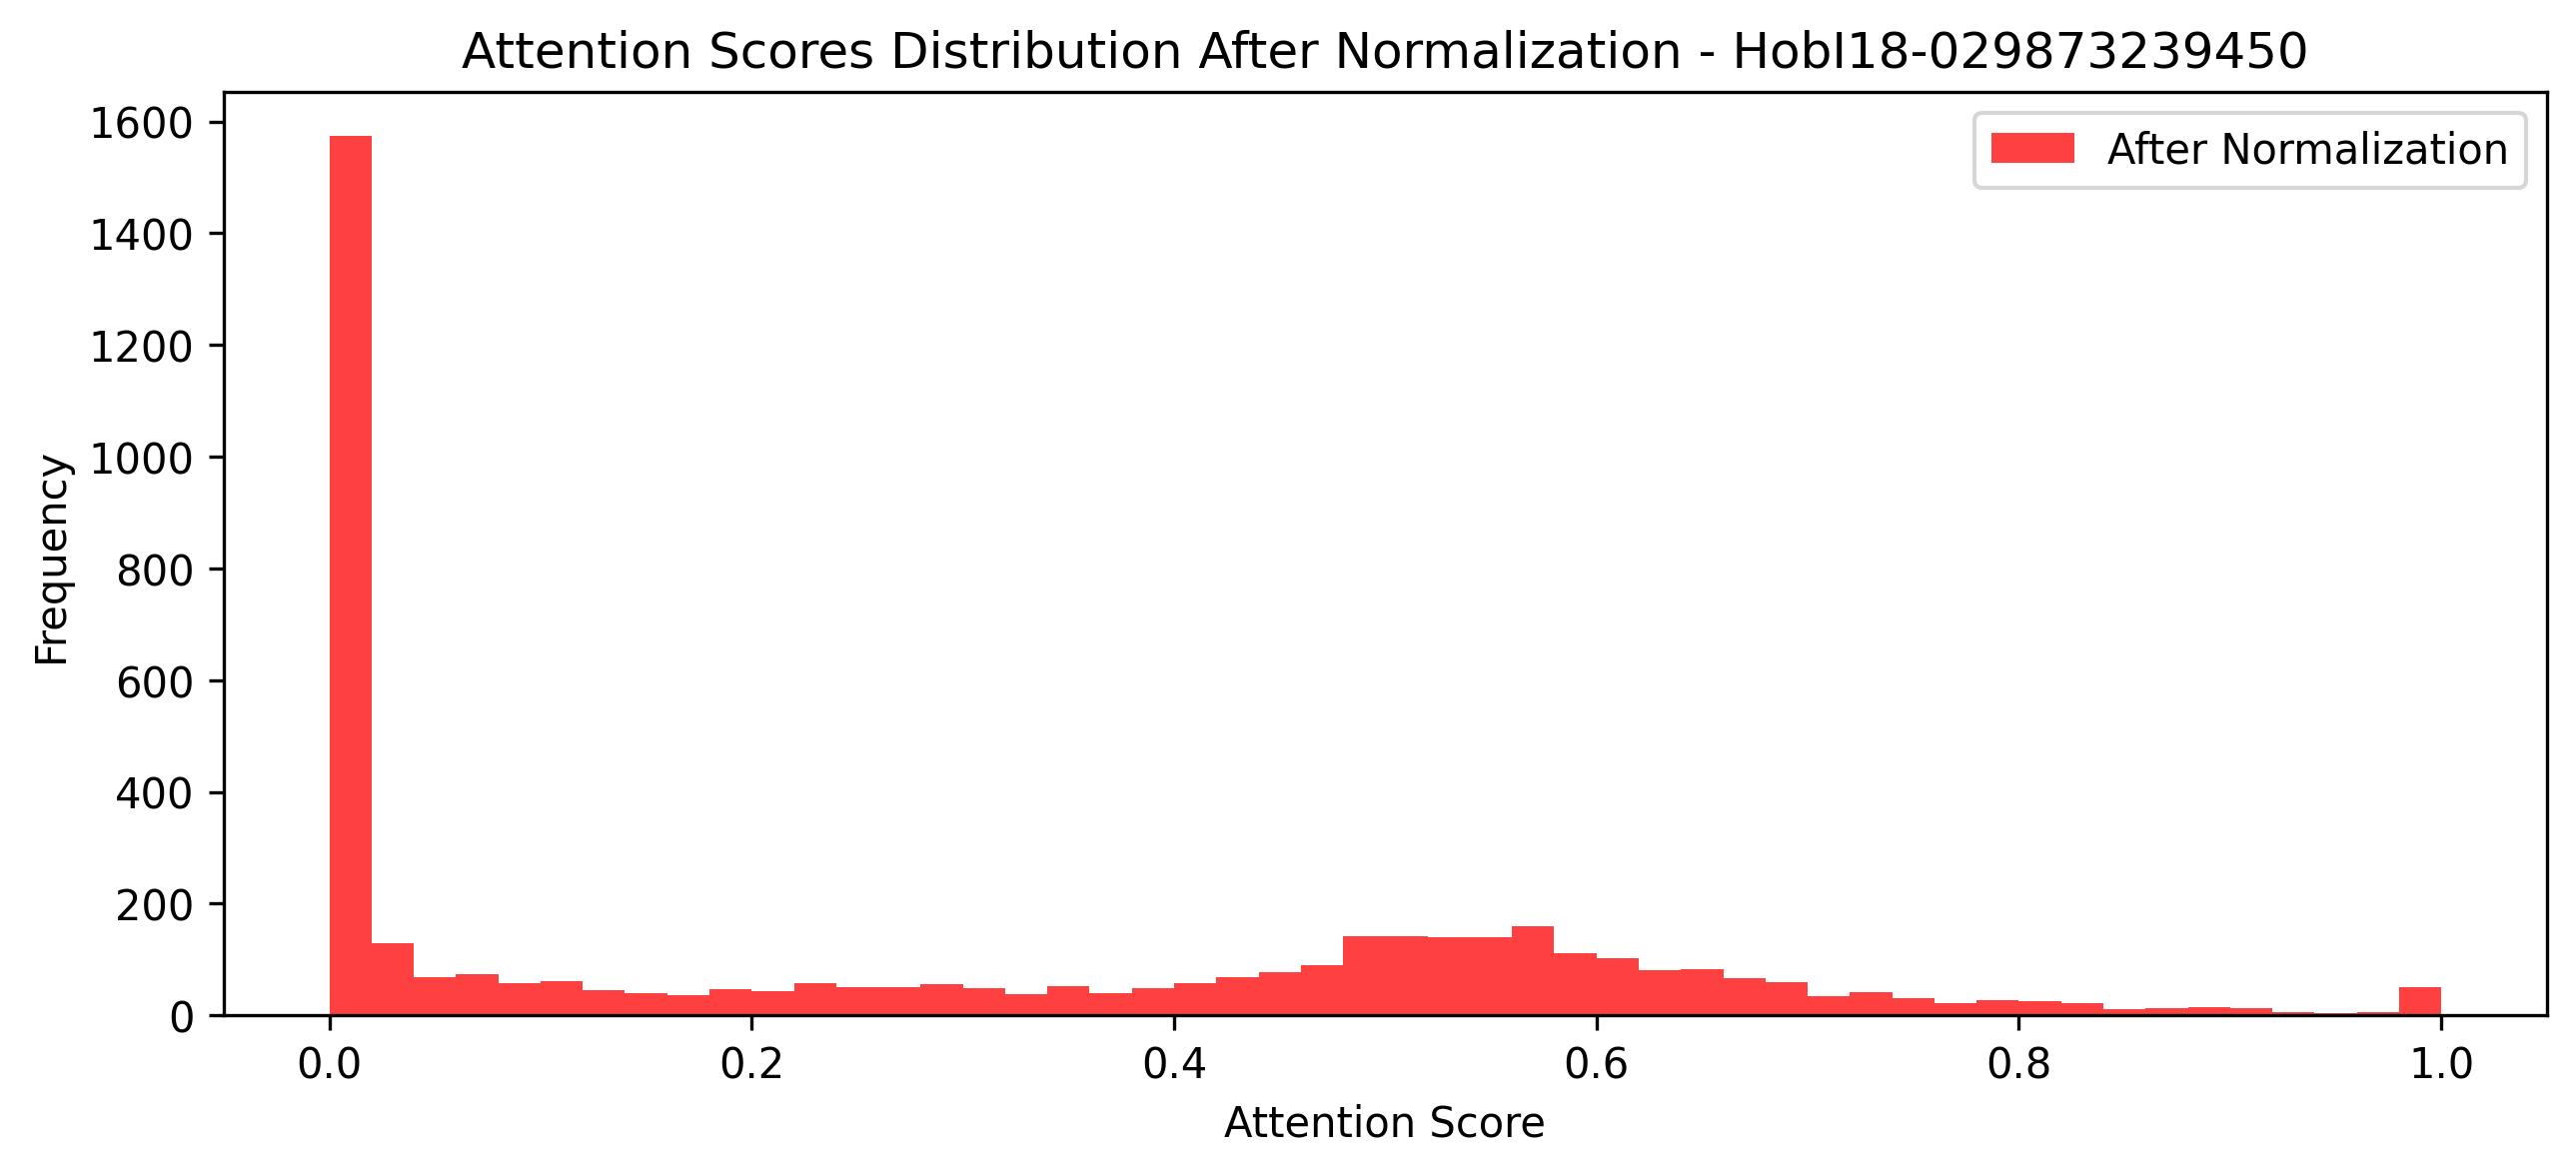 Attention Scores Distribution After Normalization - HobI18-029873239450
After Normalization
Frequency
1600
1400
1200
1000
800
600
400
200
0
0.0 0.2 0.4 0.6 0.8 1.0
Attention Score